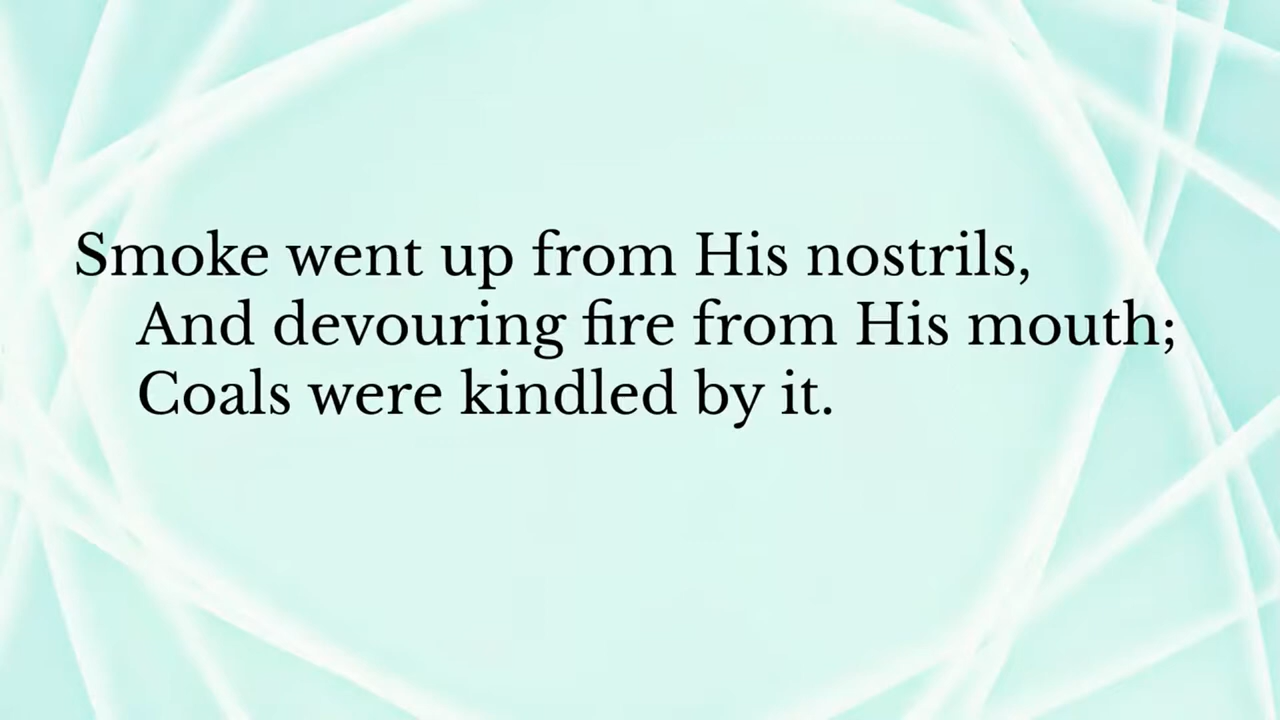 Smoke went up from His nostrils,
And devouring fire from His mouth;
Coals were kindled by it.